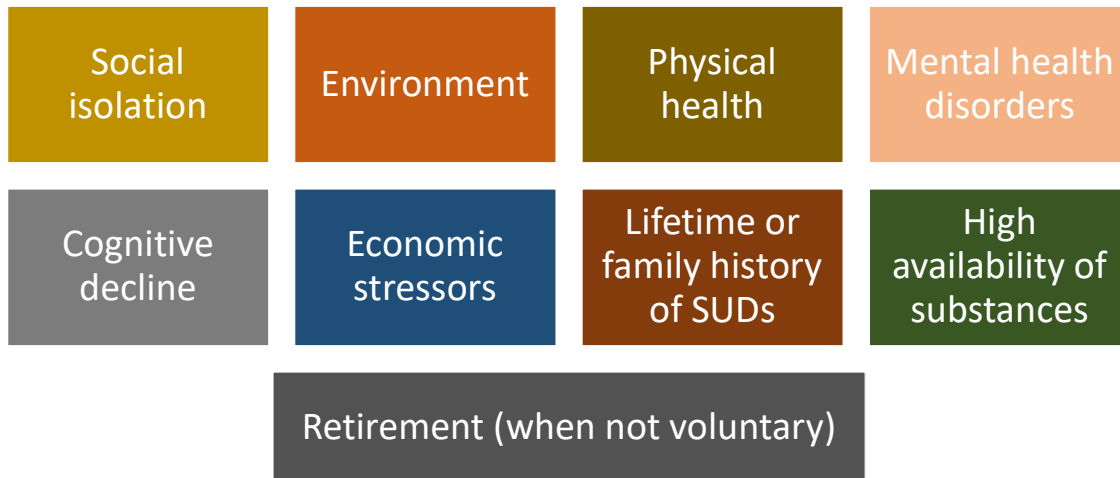 Social
isolation
Environment
Physical
health
Mental health
disorders
Cognitive
decline
Economic
stressors
Lifetime or
family history
of SUDs
High
availability of
substances
Retirement (when not voluntary)